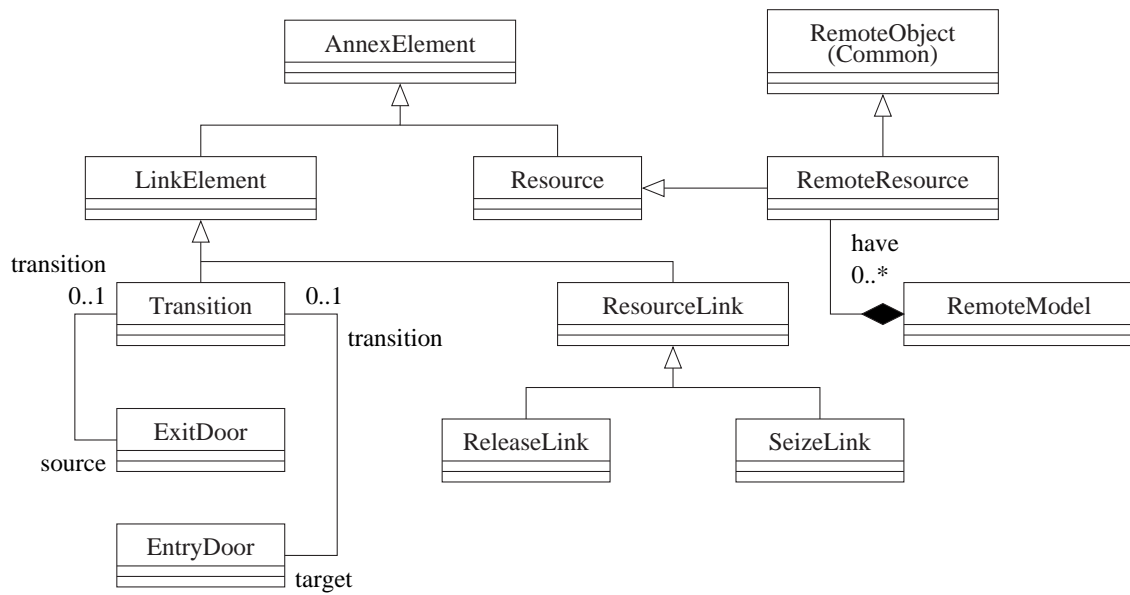 AnnexElement
RemoteObject
(Common)
LinkElement
Resource
RemoteResource
transition
have
0..1
Transition
0..1
ResourceLink
0..*
RemoteModel
transition
ExitDoor
ReleaseLink
SeizeLink
source
EntryDoor
target